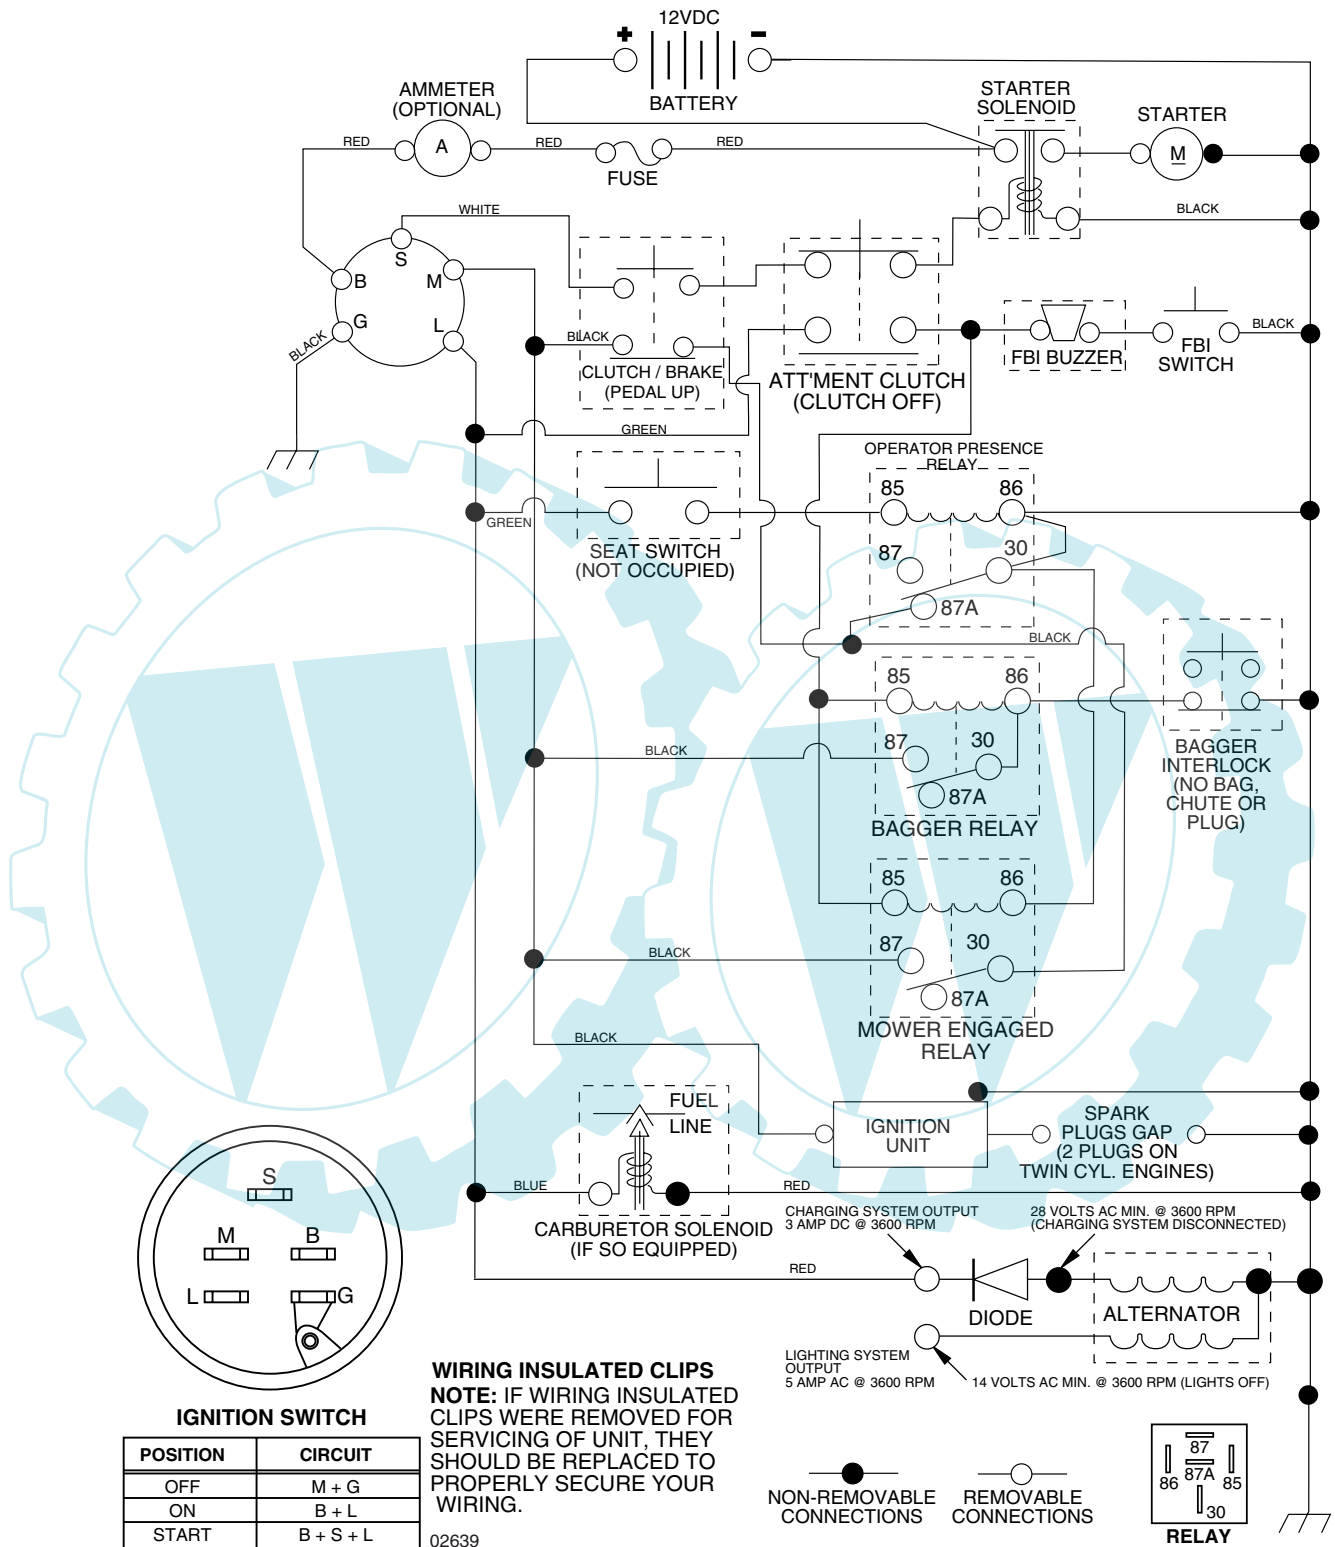 12VDC
+ -
BATTERY
AMMETER
(OPTIONAL)
STARTER
SOLENOID
STARTER
RED
A
RED
FUSE
RED
M
WHITE
BLACK
S
B
M
G
L
BLACK
BLACK
CLUTCH / BRAKE
(PEDAL UP)
ATT'MENT CLUTCH
(CLUTCH OFF)
FBI BUZZER
FBI
SWITCH
BLACK
GREEN
OPERATOR PRESENCE
RELAY
85
86
GREEN
SEAT SWITCH
(NOT OCCUPIED)
87
30
87A
BLACK
85
86
BLACK
87
30
87A
BAGGER RELAY
BAGGER
INTERLOCK
(NO BAG,
CHUTE OR
PLUG)
85
86
BLACK
87
30
87A
MOWER ENGAGED
RELAY
BLACK
FUEL
LINE
IGNITION
UNIT
SPARK
PLUGS GAP
(2 PLUGS ON
TWIN CYL. ENGINES)
BLUE
RED
CARBURETOR SOLENOID
(IF SO EQUIPPED)
CHARGING SYSTEM OUTPUT
3 AMP DC @ 3600 RPM
28 VOLTS AC MIN. @ 3600 RPM
(CHARGING SYSTEM DISCONNECTED)
RED
DIODE
ALTERNATOR
LIGHTING SYSTEM
OUTPUT
5 AMP AC @ 3600 RPM
14 VOLTS AC MIN. @ 3600 RPM (LIGHTS OFF)
S
M
B
L
G
IGNITION SWITCH
POSITION CIRCUIT
OFF M + G
ON B + L
START B + S + L
WIRING INSULATED CLIPS
NOTE: IF WIRING INSULATED
CLIPS WERE REMOVED FOR
SERVICING OF UNIT, THEY
SHOULD BE REPLACED TO
PROPERLY SECURE YOUR
WIRING.
02639
NON-REMOVABLE
CONNECTIONS
REMOVABLE
CONNECTIONS
87
86
87A
85
30
RELAY